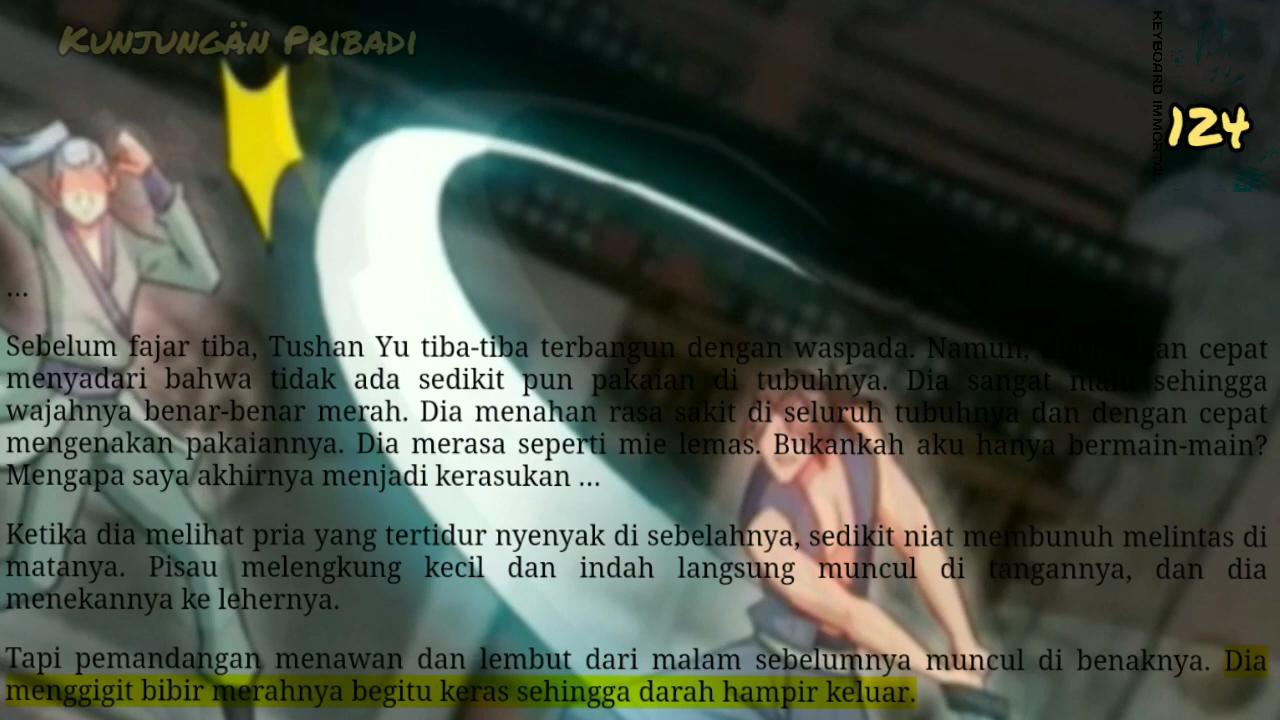 Kunjungän Pribadi
KEYBOARD IMMORTAL
124
...
Sebelum fajar tiba, Tushan Yu tiba-tiba terbangun dengan waspada. Namun, cepat
menyadari bahwa tidak ada sedikit pun pakaian di tubuhnya. Dia sangat malu sehingga
wajahnya benar-benar merah. Dia menahan rasa sakit di seluruh tubuhnya dan dengan cepat
mengenakan pakaiannya. Dia merasa seperti mie lemas. Bukankah aku hanya bermain-main?
Mengapa saya akhirnya menjadi kerasukan ...
Ketika dia melihat pria yang tertidur nyenyak di sebelahnya, sedikit niat membunuh melintas di
matanya. Pisau melengkung kecil dan indah langsung muncul di tangannya, dan dia
menekannya ke lehernya.
Tapi pemandangan menawan dan lembut dari malam sebelumnya muncul di benaknya. Dia
menggigit bibir merahnya begitu keras sehingga darah hampir keluar.